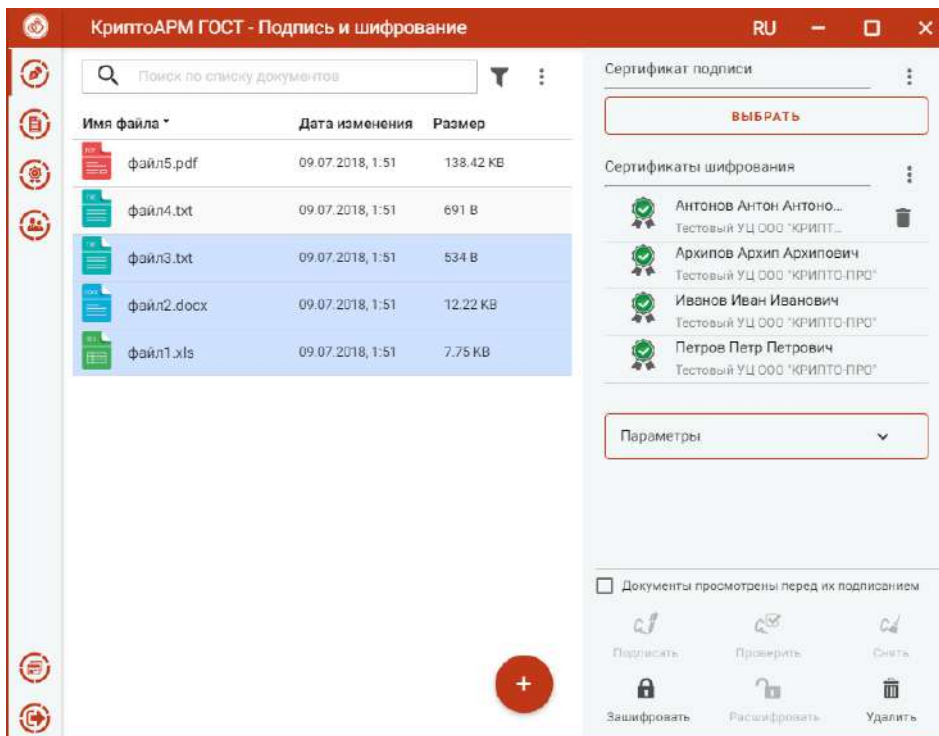 КриптоАРМ ГОСТ - Подпись и шифрование
RU
Поиск по списку документов
Имя файла
Дата изменения
Размер
файл5.pdf
09.07.2018, 1:51
138.42 KB
файл4.txt
09.07.2018, 1:51
691 B
файл3.txt
09.07.2018, 1:51
534 B
файл2.docx
09.07.2018, 1:51
12.22 KB
файл1.xls
09.07.2018, 1:51
7.75 KB
Сертификат подписи
ВЫБРАТЬ
Сертификаты шифрования
Антонов Антон Антоно...
Тестовый УЦ ООО "КРИПТ...
Архипов Архип Архипович
Тестовый УЦ ООО "КРИПТО-ПРО"
Иванов Иван Иванович
Тестовый УЦ ООО "КРИПТО-ПРО"
Петров Петр Петрович
Тестовый УЦ ООО "КРИПТО-ПРО"
Параметры
Документы просмотрены перед их подписанием
Подписать
Проверить
Снять
Зашифровать
Расшифровать
Удалить